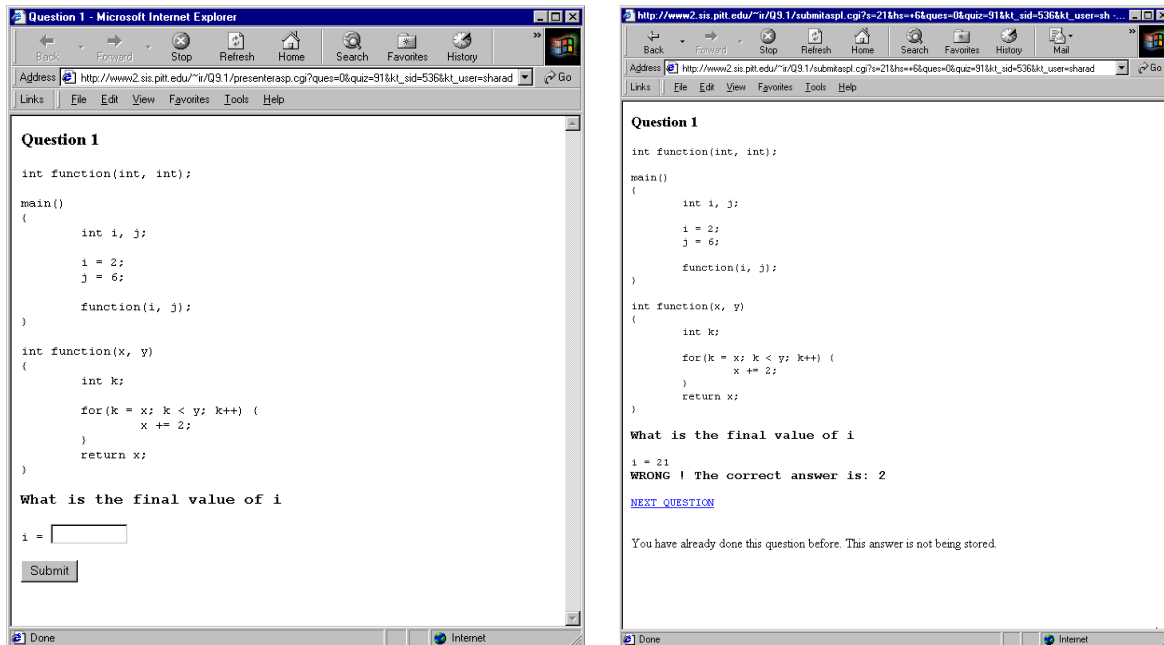 Question 1 - Microsoft Internet Explorer
Back Forward Stop Refresh Home Search Favorites History »
Address http://www2.sis.pitt.edu/~ir/Q9.1/presenterasp.cgi?ques=0&quiz=91&kt_sid=536&kt_user=sharad Go
Links File Edit View Favorites Tools Help
Question 1
int function(int, int);
main()
{
int i, j;
i = 2;
j = 6;
function(i, j);
}
int function(x, y)
{
int k;
for(k = x; k < y; k++) {
x += 2;
}
return x;
}
What is the final value of i
i =
Submit
Done Internet
http://www2.sis.pitt.edu/~ir/Q9.1/submitaspl.cgi?s=21&hs=+6&ques=0&quiz=91&kt_sid=536&kt_user=sh -...
Back Forward Stop Refresh Home Search Favorites History Mail »
Address http://www2.sis.pitt.edu/~ir/Q9.1/submitaspl.cgi?s=21&hs=+6&ques=0&quiz=91&kt_sid=536&kt_user=sharad Go
Links File Edit View Favorites Tools Help
Question 1
int function(int, int);
main()
{
int i, j;
i = 2;
j = 6;
function(i, j);
}
int function(x, y)
{
int k;
for(k = x; k < y; k++) {
x += 2;
}
return x;
}
What is the final value of i
i = 21
WRONG ! The correct answer is: 2
NEXT QUESTION
You have already done this question before. This answer is not being stored.
Done Internet